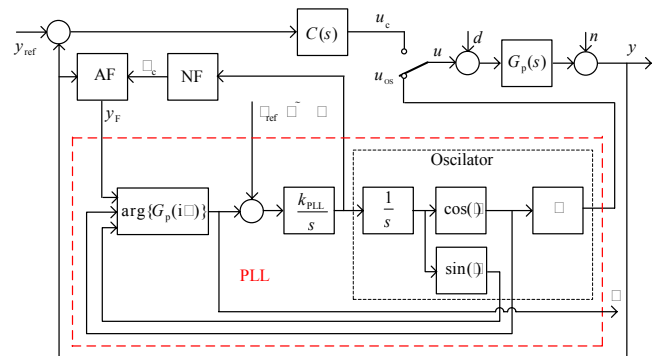 y_ref
C(s)
u_c
u
d
G_p(s)
n
y
u_os
AF
NF
y_F
ref
Oscilator
arg{G_p(i□)}
k_PLL
s
1
s
cos(□)
sin(□)
PLL